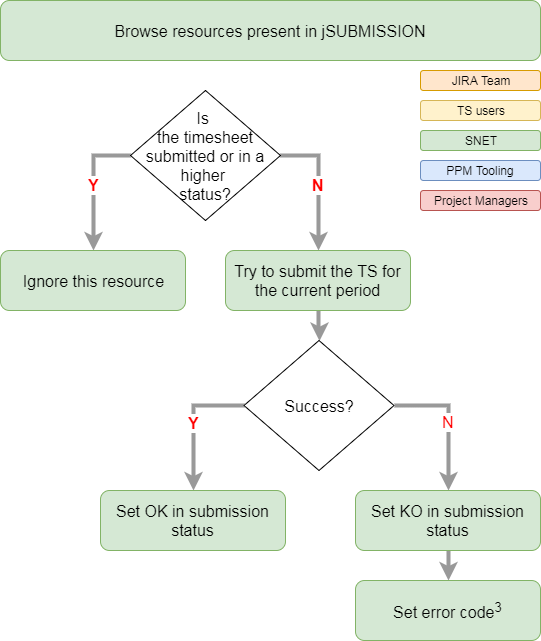 Browse resources present in jSUBMISSION
JIRA Team
TS users
SNET
PPM Tooling
Project Managers
Is
the timesheet
submitted or in a
higher
status?
Y
N
Ignore this resource
Try to submit the TS for
the current period
Success?
Y
N
Set OK in submission
status
Set KO in submission
status
Set error code³